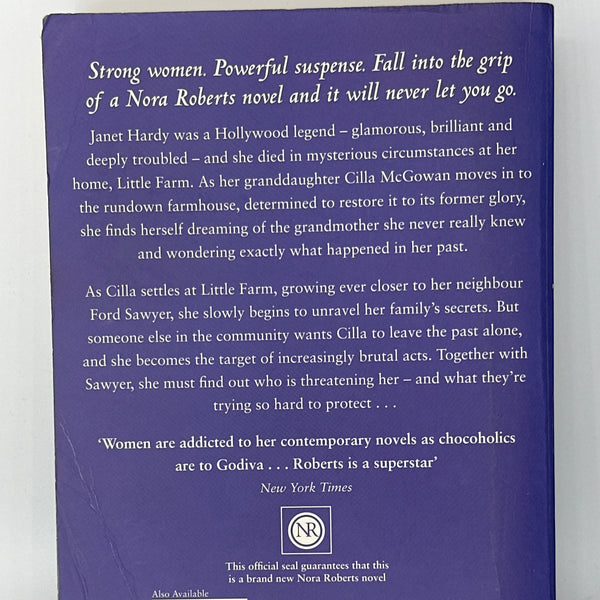 Strong women. Powerful suspense. Fall into the grip
of a Nora Roberts novel and it will never let you go.
Janet Hardy was a Hollywood legend – glamorous, brilliant and
deeply troubled – and she died in mysterious circumstances at her
home, Little Farm. As her granddaughter Cilla McGowan moves in to
the rundown farmhouse, determined to restore it to its former glory,
she finds herself dreaming of the grandmother she never really knew
and wondering exactly what happened in her past.
As Cilla settles at Little Farm, growing ever closer to her neighbour
Ford Sawyer, she slowly begins to unravel her family's secrets. But
someone else in the community wants Cilla to leave the past alone,
and she becomes the target of increasingly brutal acts. Together with
Sawyer, she must find out who is threatening her – and what they're
trying so hard to protect . . .
‘Women are addicted to her contemporary novels as chocoholics
are to Godiva . . . Roberts is a superstar’
New York Times
NR
This official seal guarantees that this
is a brand new Nora Roberts novel
Also Available